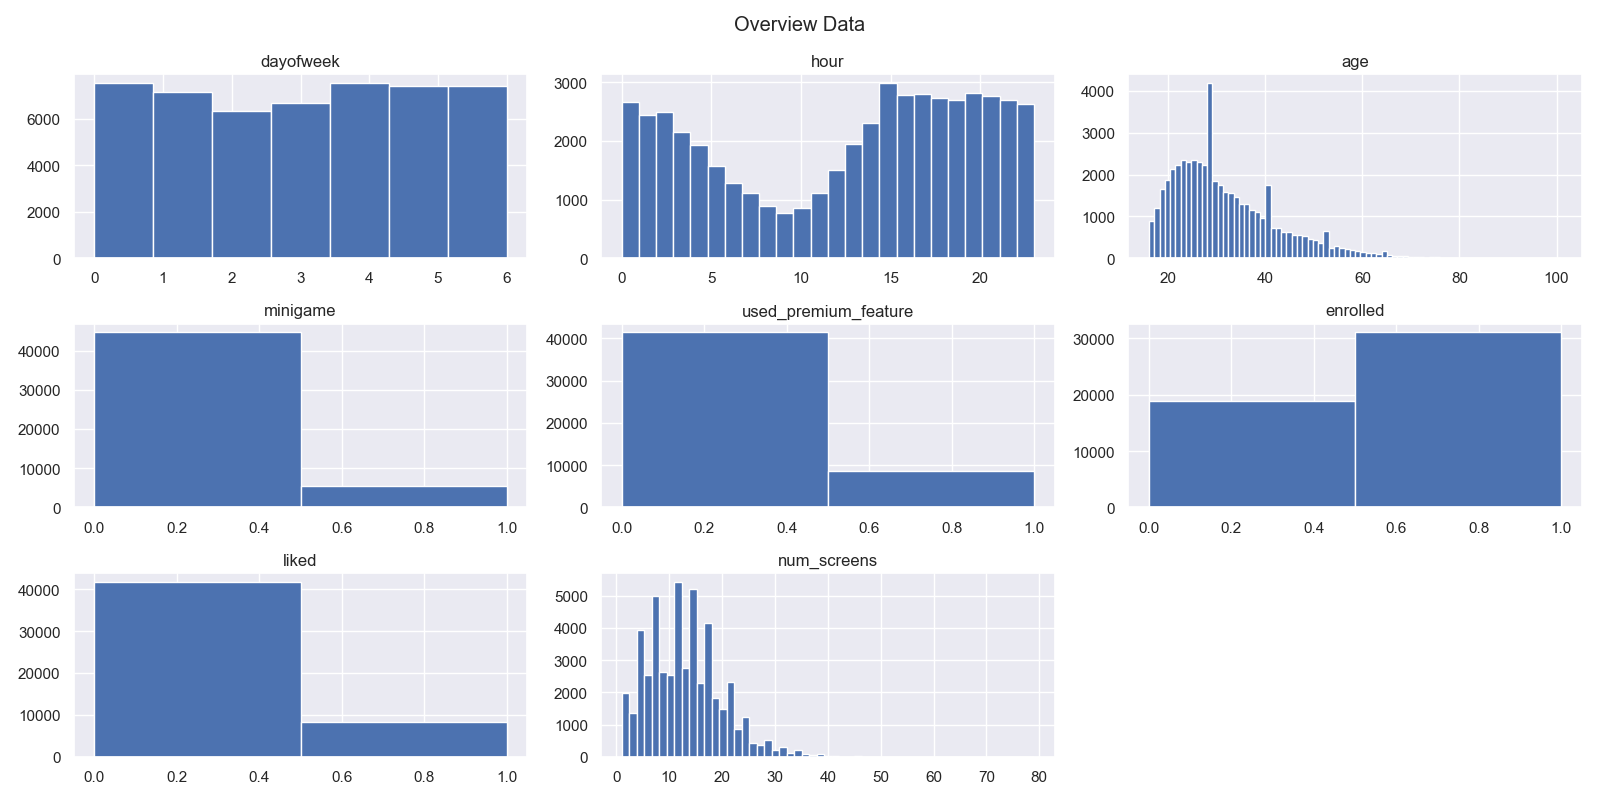 Overview Data
dayofweek
6000
4000
2000
0
0 1 2 3 4 5 6
hour
3000
2000
1000
0
0 5 10 15 20
age
4000
3000
2000
1000
0
20 40 60 80 100
minigame
40000
30000
20000
10000
0
0.0 0.2 0.4 0.6 0.8 1.0
used_premium_feature
40000
30000
20000
10000
0
0.0 0.2 0.4 0.6 0.8 1.0
enrolled
30000
20000
10000
0
0.0 0.2 0.4 0.6 0.8 1.0
liked
40000
30000
20000
10000
0
0.0 0.2 0.4 0.6 0.8 1.0
num_screens
5000
4000
3000
2000
1000
0
0 10 20 30 40 50 60 70 80